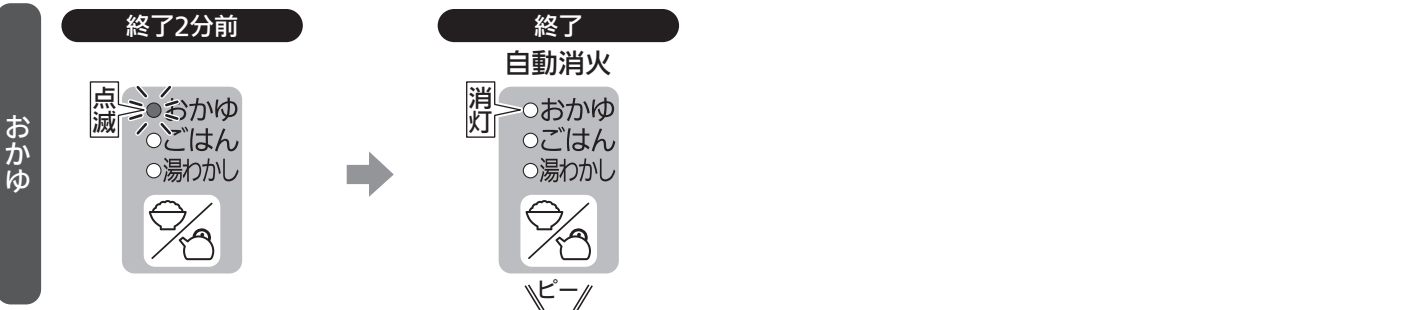 おかゆ
終了2分前
点滅
おかゆ
ごはん
湯わかし
終了
自動消火
消灯
おかゆ
ごはん
湯わかし
ピー